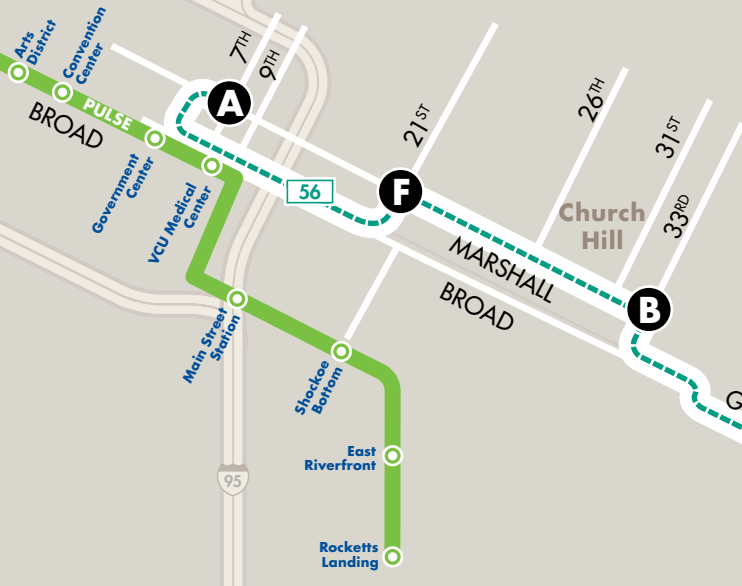 Arts
District
Convention
Center
7TH
9TH
A
PULSE
BROAD
21ST
26TH
31ST
33RD
Government
Center
VCU Medical
Center
56
F
Church
Hill
MARSHALL
BROAD
B
Main Street
Station
Shockoe
Bottom
G
East
Riverfront
95
Rocketts
Landing